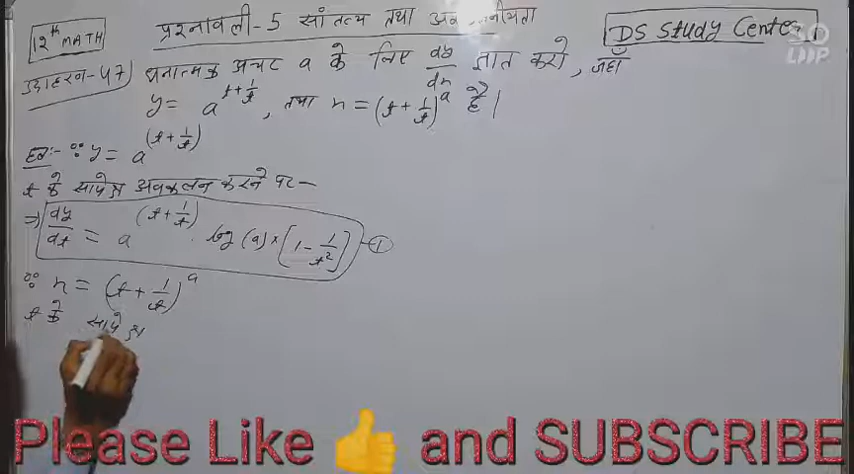 12th MATH
प्रश्नावली-5 सांतत्य तथा
DS Study Center
उदाहरण-47) धनात्मक अचर a के लिए dy/dx ज्ञात करो, जहाँ
y = a^(t+1/t), तथा x = (t+1/t)^a है।
हल:- ∵ y = a^(t+1/t)
t के सापेक्ष अवकलन करने पर-
⇒ dy/dt = a^(t+1/t) . log(a)×[1-1/t²] -①
∵ x = (t+1/t)^a
t के सापेक्ष
Please Like 👍 and SUBSCRIBE